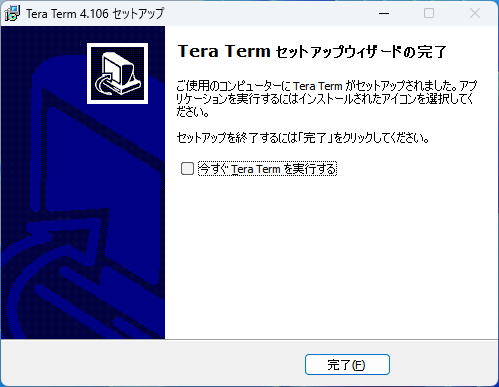 Tera Term 4.106 セットアップ
Tera Term セットアップウィザードの完了
ご使用のコンピューターに Tera Term がセットアップされました。アプ
リケーションを実行するにはインストールされたアイコンを選択してく
ださい。
セットアップを終了するには「完了」をクリックしてください。
今すぐ Tera Term を実行する
完了(F)